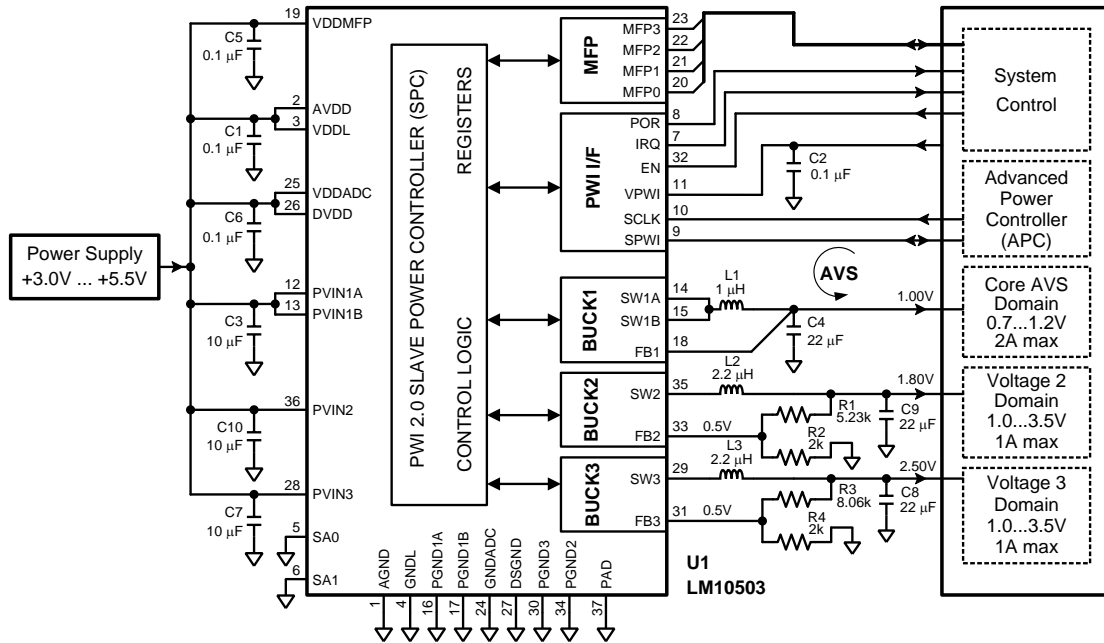 19
VDDMFP
C5
0.1 µF
2
AVDD
3
VDDL
C1
0.1 µF
25
VDDADC
26
DVDD
C6
0.1 µF
Power Supply
+3.0V ... +5.5V
12
PVIN1A
13
PVIN1B
C3
10 µF
36
PVIN2
C10
10 µF
28
PVIN3
C7
10 µF
5
SA0
6
SA1
PWI 2.0 SLAVE POWER CONTROLLER (SPC)
CONTROL LOGIC
REGISTERS
MFP
MFP3
23
MFP2
22
MFP1
21
MFP0
20
PWI I/F
POR
8
IRQ
7
EN
32
VPWI
11
SCLK
10
SPWI
9
C2
0.1 µF
BUCK1
SW1A
14
SW1B
15
FB1
18
L1
1 µH
AVS
C4
22 µF
1.00V
BUCK2
SW2
35
FB2
33
0.5V
L2
2.2 µH
R1
5.23k
R2
2k
1.80V
C9
22 µF
BUCK3
SW3
29
FB3
31
0.5V
L3
2.2 µH
R3
8.06k
R4
2k
2.50V
C8
22 µF
System
Control
Advanced
Power
Controller
(APC)
Core AVS
Domain
0.7...1.2V
2A max
Voltage 2
Domain
1.0...3.5V
1A max
Voltage 3
Domain
1.0...3.5V
1A max
AGND
GNDL
PGND1A
PGND1B
GNDADC
DSGND
PGND3
PGND2
PAD
1
4
16
17
24
27
30
34
37
U1
LM10503